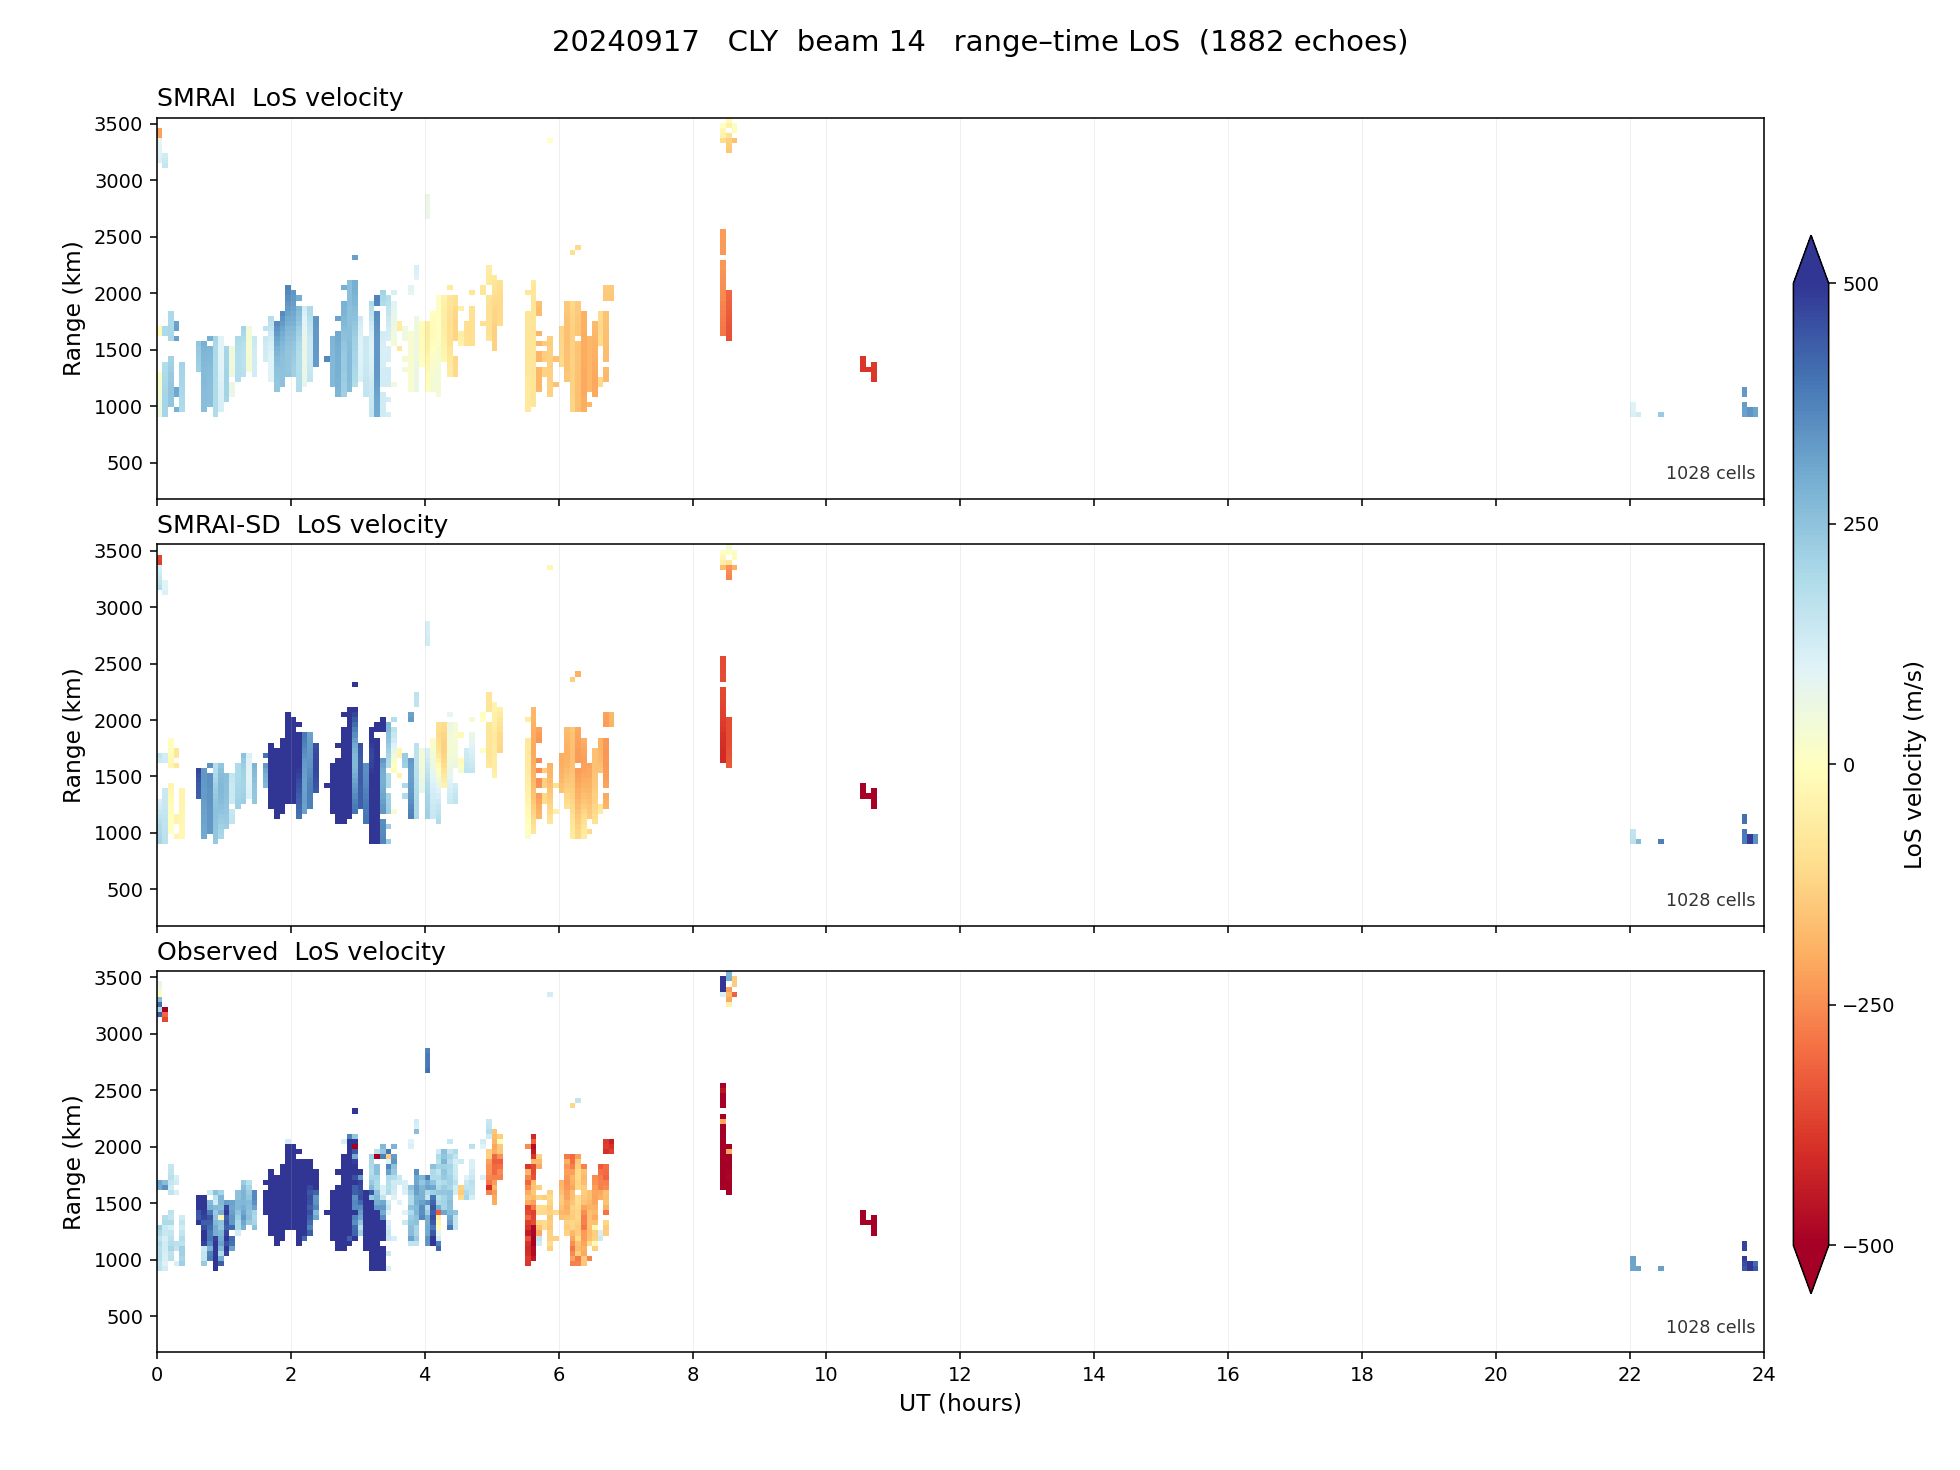 20240917   CLY  beam 14   range–time LoS  (1882 echoes)
SMRAI  LoS velocity
3500
3000
2500
2000
1500
1000
500
Range (km)
1028 cells
SMRAI-SD  LoS velocity
3500
3000
2500
2000
1500
1000
500
Range (km)
1028 cells
Observed  LoS velocity
3500
3000
2500
2000
1500
1000
500
Range (km)
1028 cells
0 2 4 6 8 10 12 14 16 18 20 22 24
UT (hours)
500
250
0
−250
−500
LoS velocity (m/s)